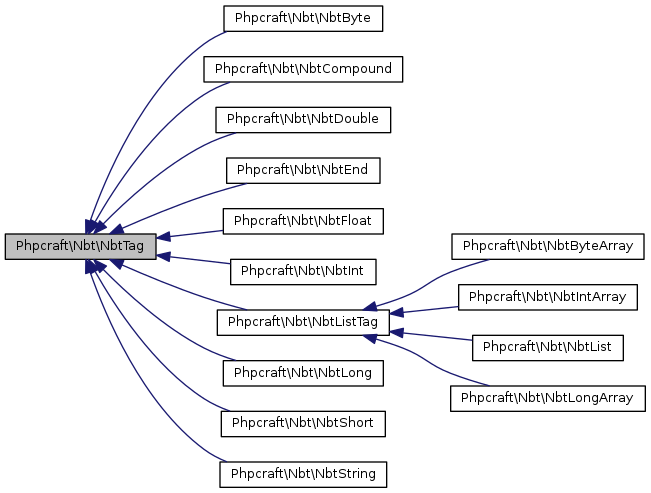 Phpcraft\Nbt\NbtByte
Phpcraft\Nbt\NbtCompound
Phpcraft\Nbt\NbtDouble
Phpcraft\Nbt\NbtEnd
Phpcraft\Nbt\NbtFloat
Phpcraft\Nbt\NbtTag
Phpcraft\Nbt\NbtInt
Phpcraft\Nbt\NbtListTag
Phpcraft\Nbt\NbtLong
Phpcraft\Nbt\NbtShort
Phpcraft\Nbt\NbtString
Phpcraft\Nbt\NbtByteArray
Phpcraft\Nbt\NbtIntArray
Phpcraft\Nbt\NbtList
Phpcraft\Nbt\NbtLongArray